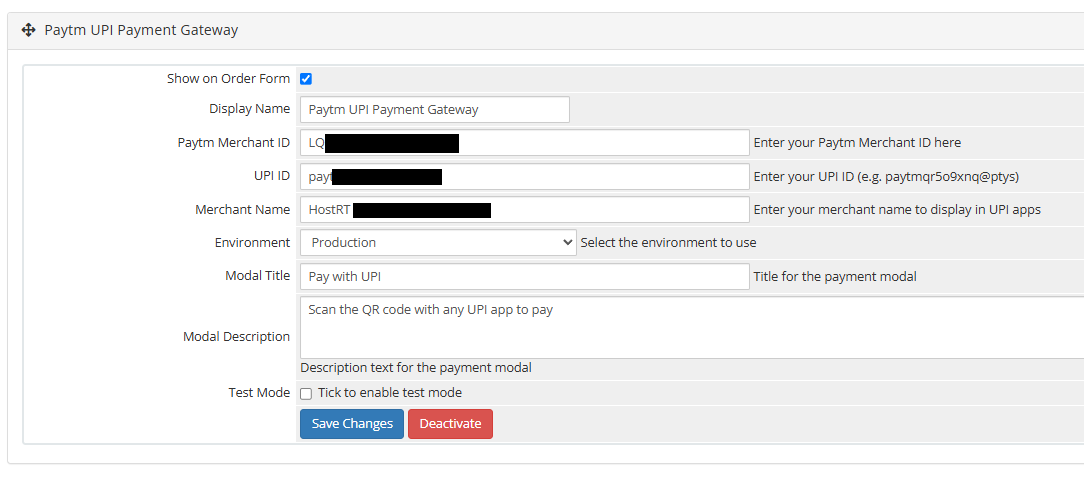 Paytm UPI Payment Gateway
Show on Order Form
Display Name Paytm UPI Payment Gateway
Paytm Merchant ID LQ Enter your Paytm Merchant ID here
UPI ID payt Enter your UPI ID (e.g. paytmqr5o9xnq@ptys)
Merchant Name HostRT Enter your merchant name to display in UPI apps
Environment Production Select the environment to use
Modal Title Pay with UPI Title for the payment modal
Scan the QR code with any UPI app to pay
Modal Description
Description text for the payment modal
Test Mode Tick to enable test mode
Save Changes Deactivate